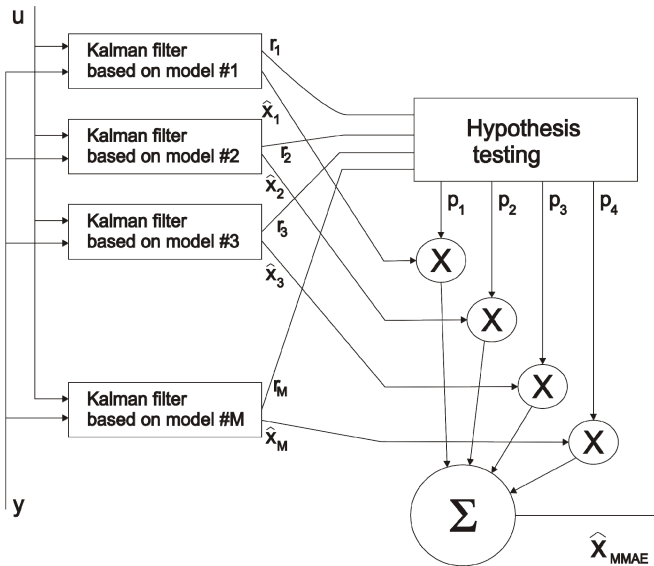 u
Kalman filter
based on model #1
r1
x̂1
Kalman filter
based on model #2
r2
x̂2
Kalman filter
based on model #3
r3
x̂3
Kalman filter
based on model #M
rM
x̂M
y
Hypothesis
testing
p1 p2 p3 p4
X
X
X
X
Σ
x̂MMAE